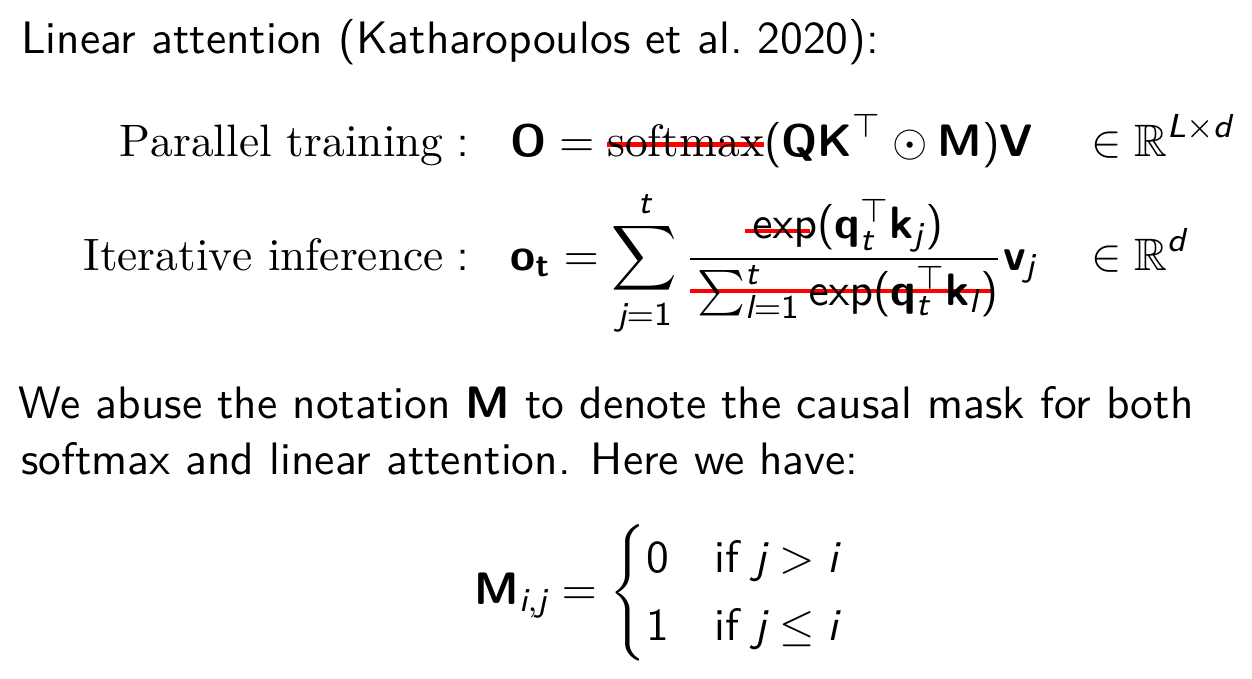 Linear attention (Katharopoulos et al. 2020):
Parallel training : O = softmax(QK⊤ ⊙ M)V ∈ ℝ^{L×d}
Iterative inference : o_t = ∑_{j=1}^{t} \frac{exp(q_t^⊤ k_j)}{∑_{l=1}^{t} exp(q_t^⊤ k_l)} v_j ∈ ℝ^d
We abuse the notation M to denote the causal mask for both
softmax and linear attention. Here we have:
M_{i,j} = { 0 if j > i
1 if j ≤ i